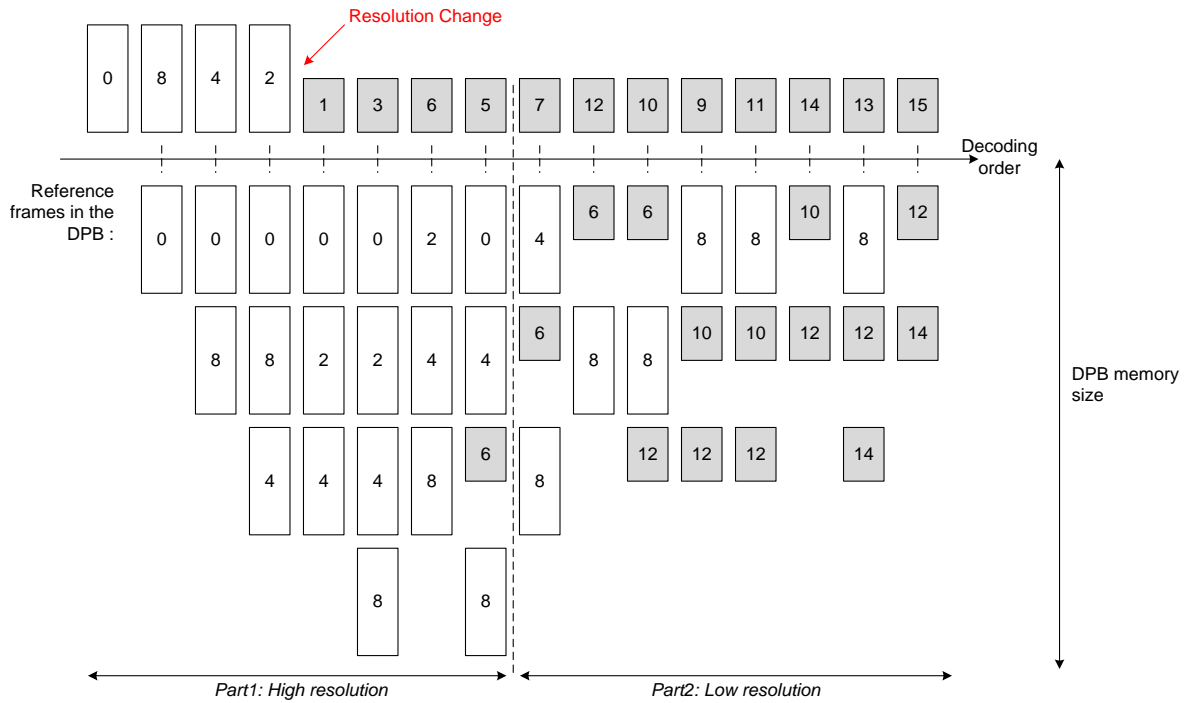 Resolution Change
0 8 4 2
1 3 6 5 7 12 10 9 11 14 13 15
Decoding
order
Reference
frames in the
DPB :
0 0 0 0 0 2 0 4 6 6 8 8 10 8 12
8 8 2 2 4 4 6 8 8 10 10 12 12 14
4 4 4 8 6 8 12 12 12 14
8 8
DPB memory
size
Part1: High resolution
Part2: Low resolution